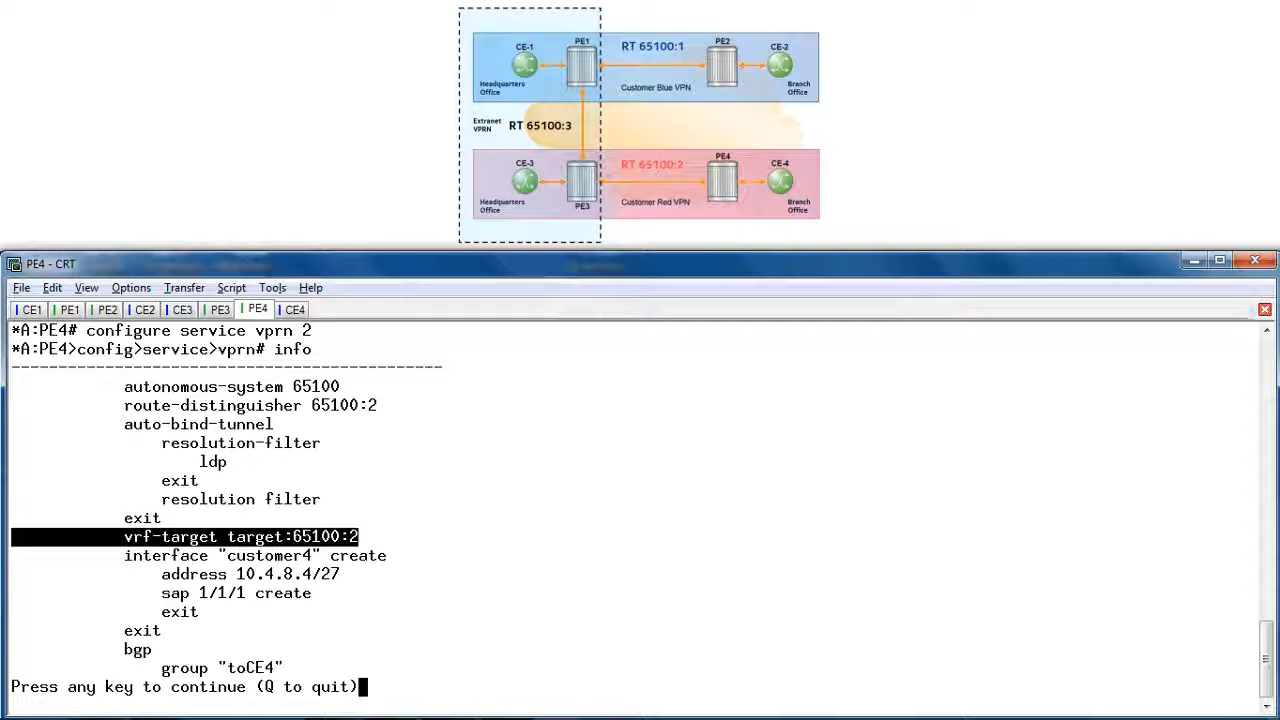 CE-1
PE1
RT 65100:1
PE2
CE-2
Headquarters
Office
Customer Blue VPN
Branch
Office
Extranet
VPRN
RT 65100:3
CE-3
RT 65100:2
PE4
CE-4
Headquarters
Office
PE3
Customer Red VPN
Branch
Office
PE4 - CRT
File Edit View Options Transfer Script Tools Help
CE1 PE1 PE2 CE2 CE3 PE3 PE4 CE4
*A:PE4# configure service vprn 2
*A:PE4>config>service>vprn# info
----------------------------------------------
autonomous-system 65100
route-distinguisher 65100:2
auto-bind-tunnel
resolution-filter
ldp
exit
resolution filter
exit
vrf-target target:65100:2
interface "customer4" create
address 10.4.8.4/27
sap 1/1/1 create
exit
exit
bgp
group "toCE4"
Press any key to continue (Q to quit)